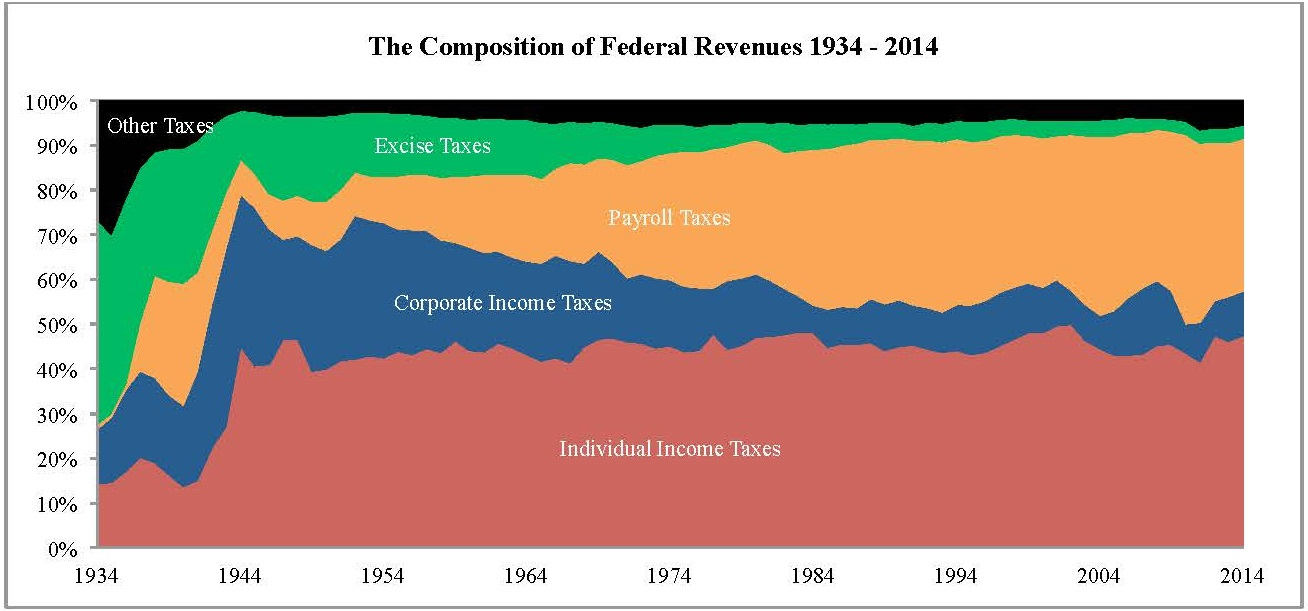 The Composition of Federal Revenues 1934 - 2014
100%
90%
80%
70%
60%
50%
40%
30%
20%
10%
0%
Other Taxes
Excise Taxes
Payroll Taxes
Corporate Income Taxes
Individual Income Taxes
1934 1944 1954 1964 1974 1984 1994 2004 2014